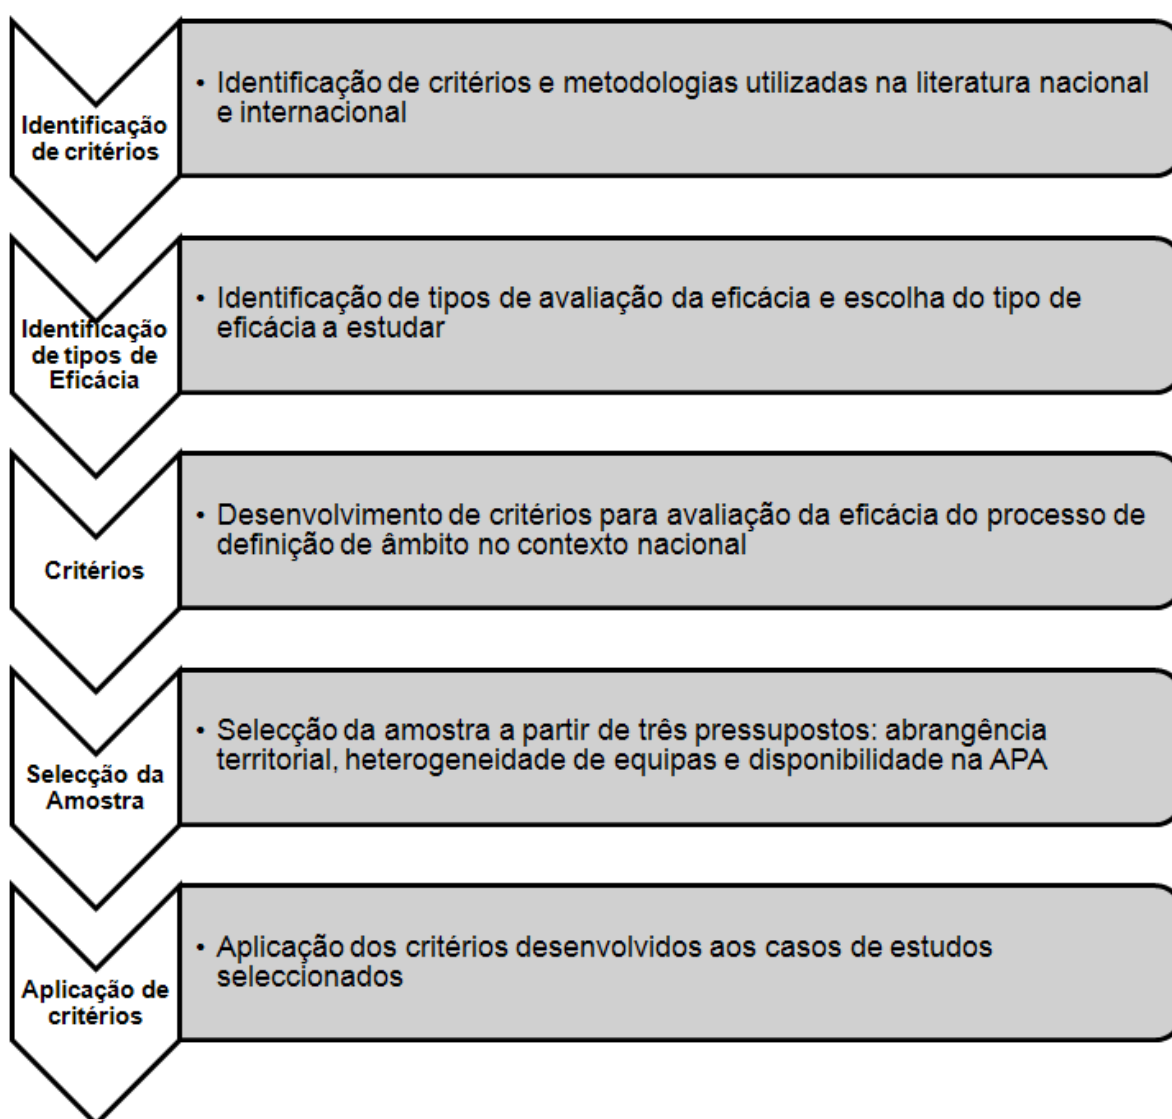 Identificação
de critérios
• Identificação de critérios e metodologias utilizadas na literatura nacional
e internacional
Identificação
de tipos de
Eficácia
• Identificação de tipos de avaliação da eficácia e escolha do tipo de
eficácia a estudar
Critérios
• Desenvolvimento de critérios para avaliação da eficácia do processo de
definição de âmbito no contexto nacional
Selecção da
Amostra
• Selecção da amostra a partir de três pressupostos: abrangência
territorial, heterogeneidade de equipas e disponibilidade na APA
Aplicação de
critérios
• Aplicação dos critérios desenvolvidos aos casos de estudos
seleccionados